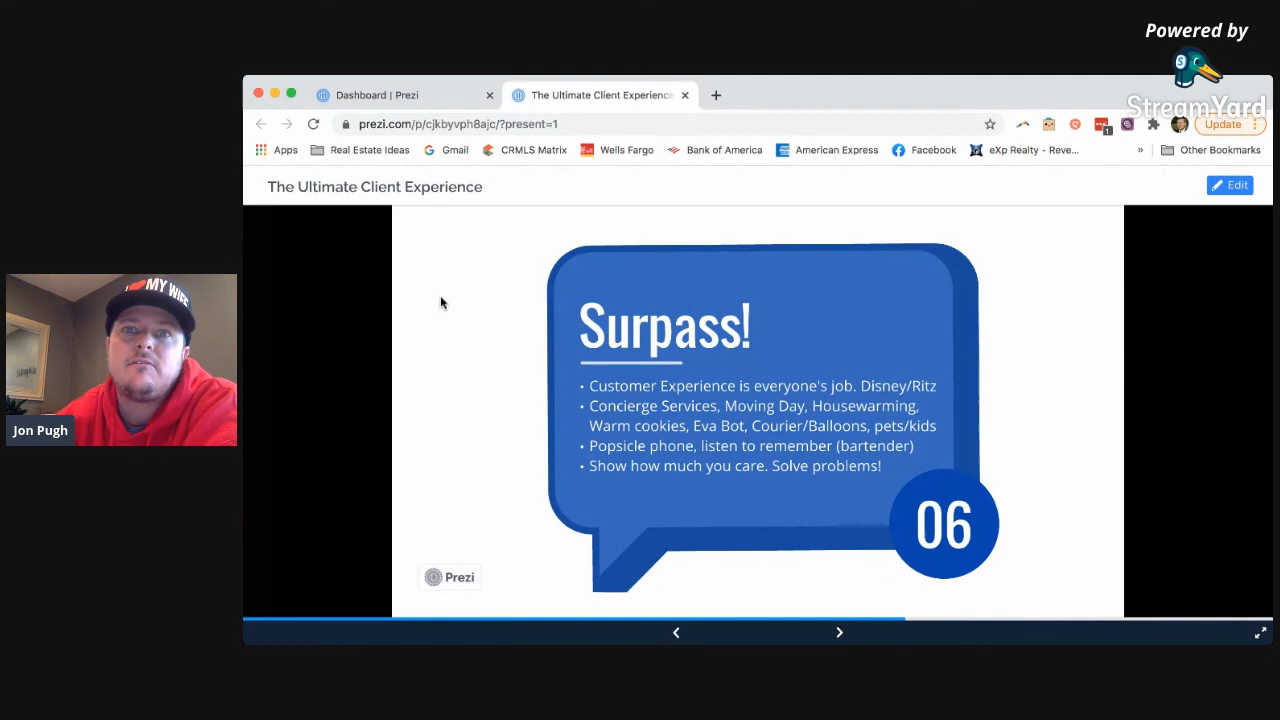 Powered by
StreamYard
Dashboard | Prezi
The Ultimate Client Experience
prezi.com/p/cjkbyvph8ajc/?present=1
Update
Apps
Real Estate Ideas
Gmail
CRMLS Matrix
Wells Fargo
Bank of America
American Express
Facebook
eXp Realty - Reve...
»
Other Bookmarks
The Ultimate Client Experience
Edit
Surpass!
• Customer Experience is everyone's job. Disney/Ritz
• Concierge Services, Moving Day, Housewarming,
Warm cookies, Eva Bot, Courier/Balloons, pets/kids
• Popsicle phone, listen to remember (bartender)
• Show how much you care. Solve problems!
06
Prezi
MY WIFE
Jon Pugh